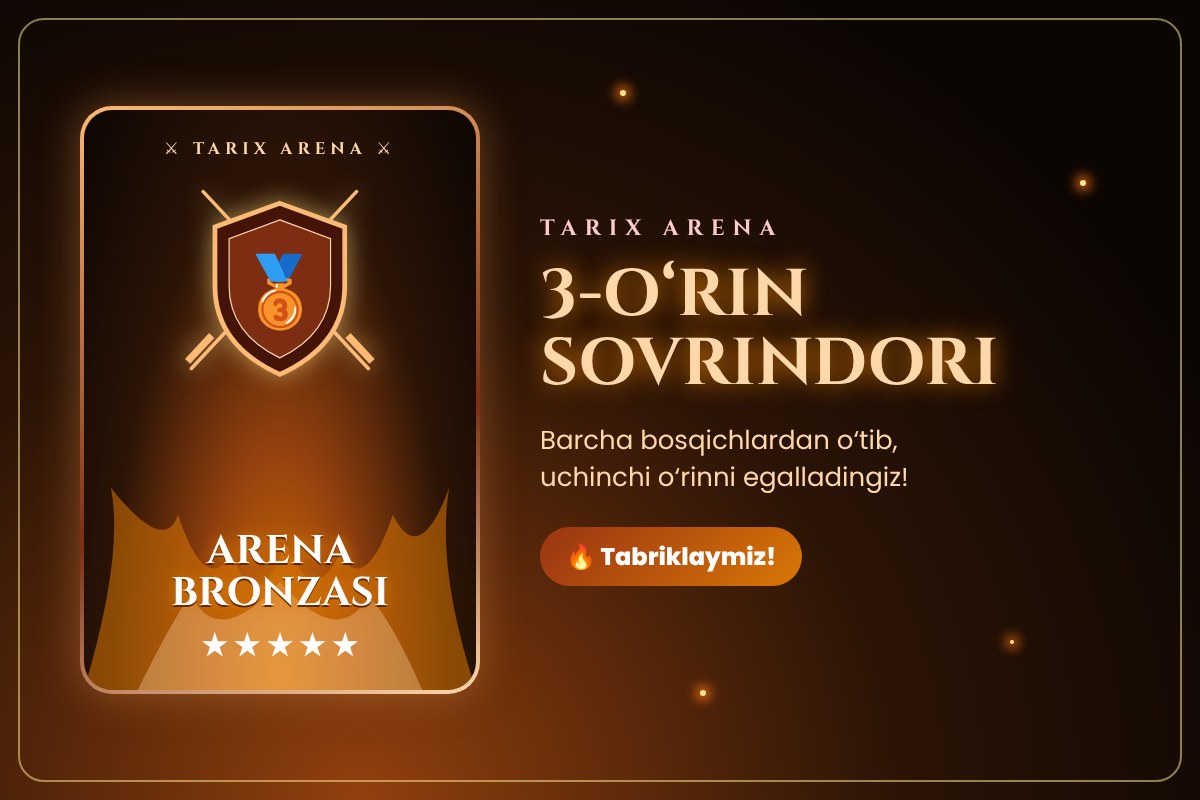 ⚔ TARIX ARENA ⚔
3
ARENA
BRONZASI
★★★★★
TARIX ARENA
3-O‘RIN
SOVRINDORI
Barcha bosqichlardan o‘tib,
uchinchi o‘rinni egalladingiz!
🔥 Tabriklaymiz!